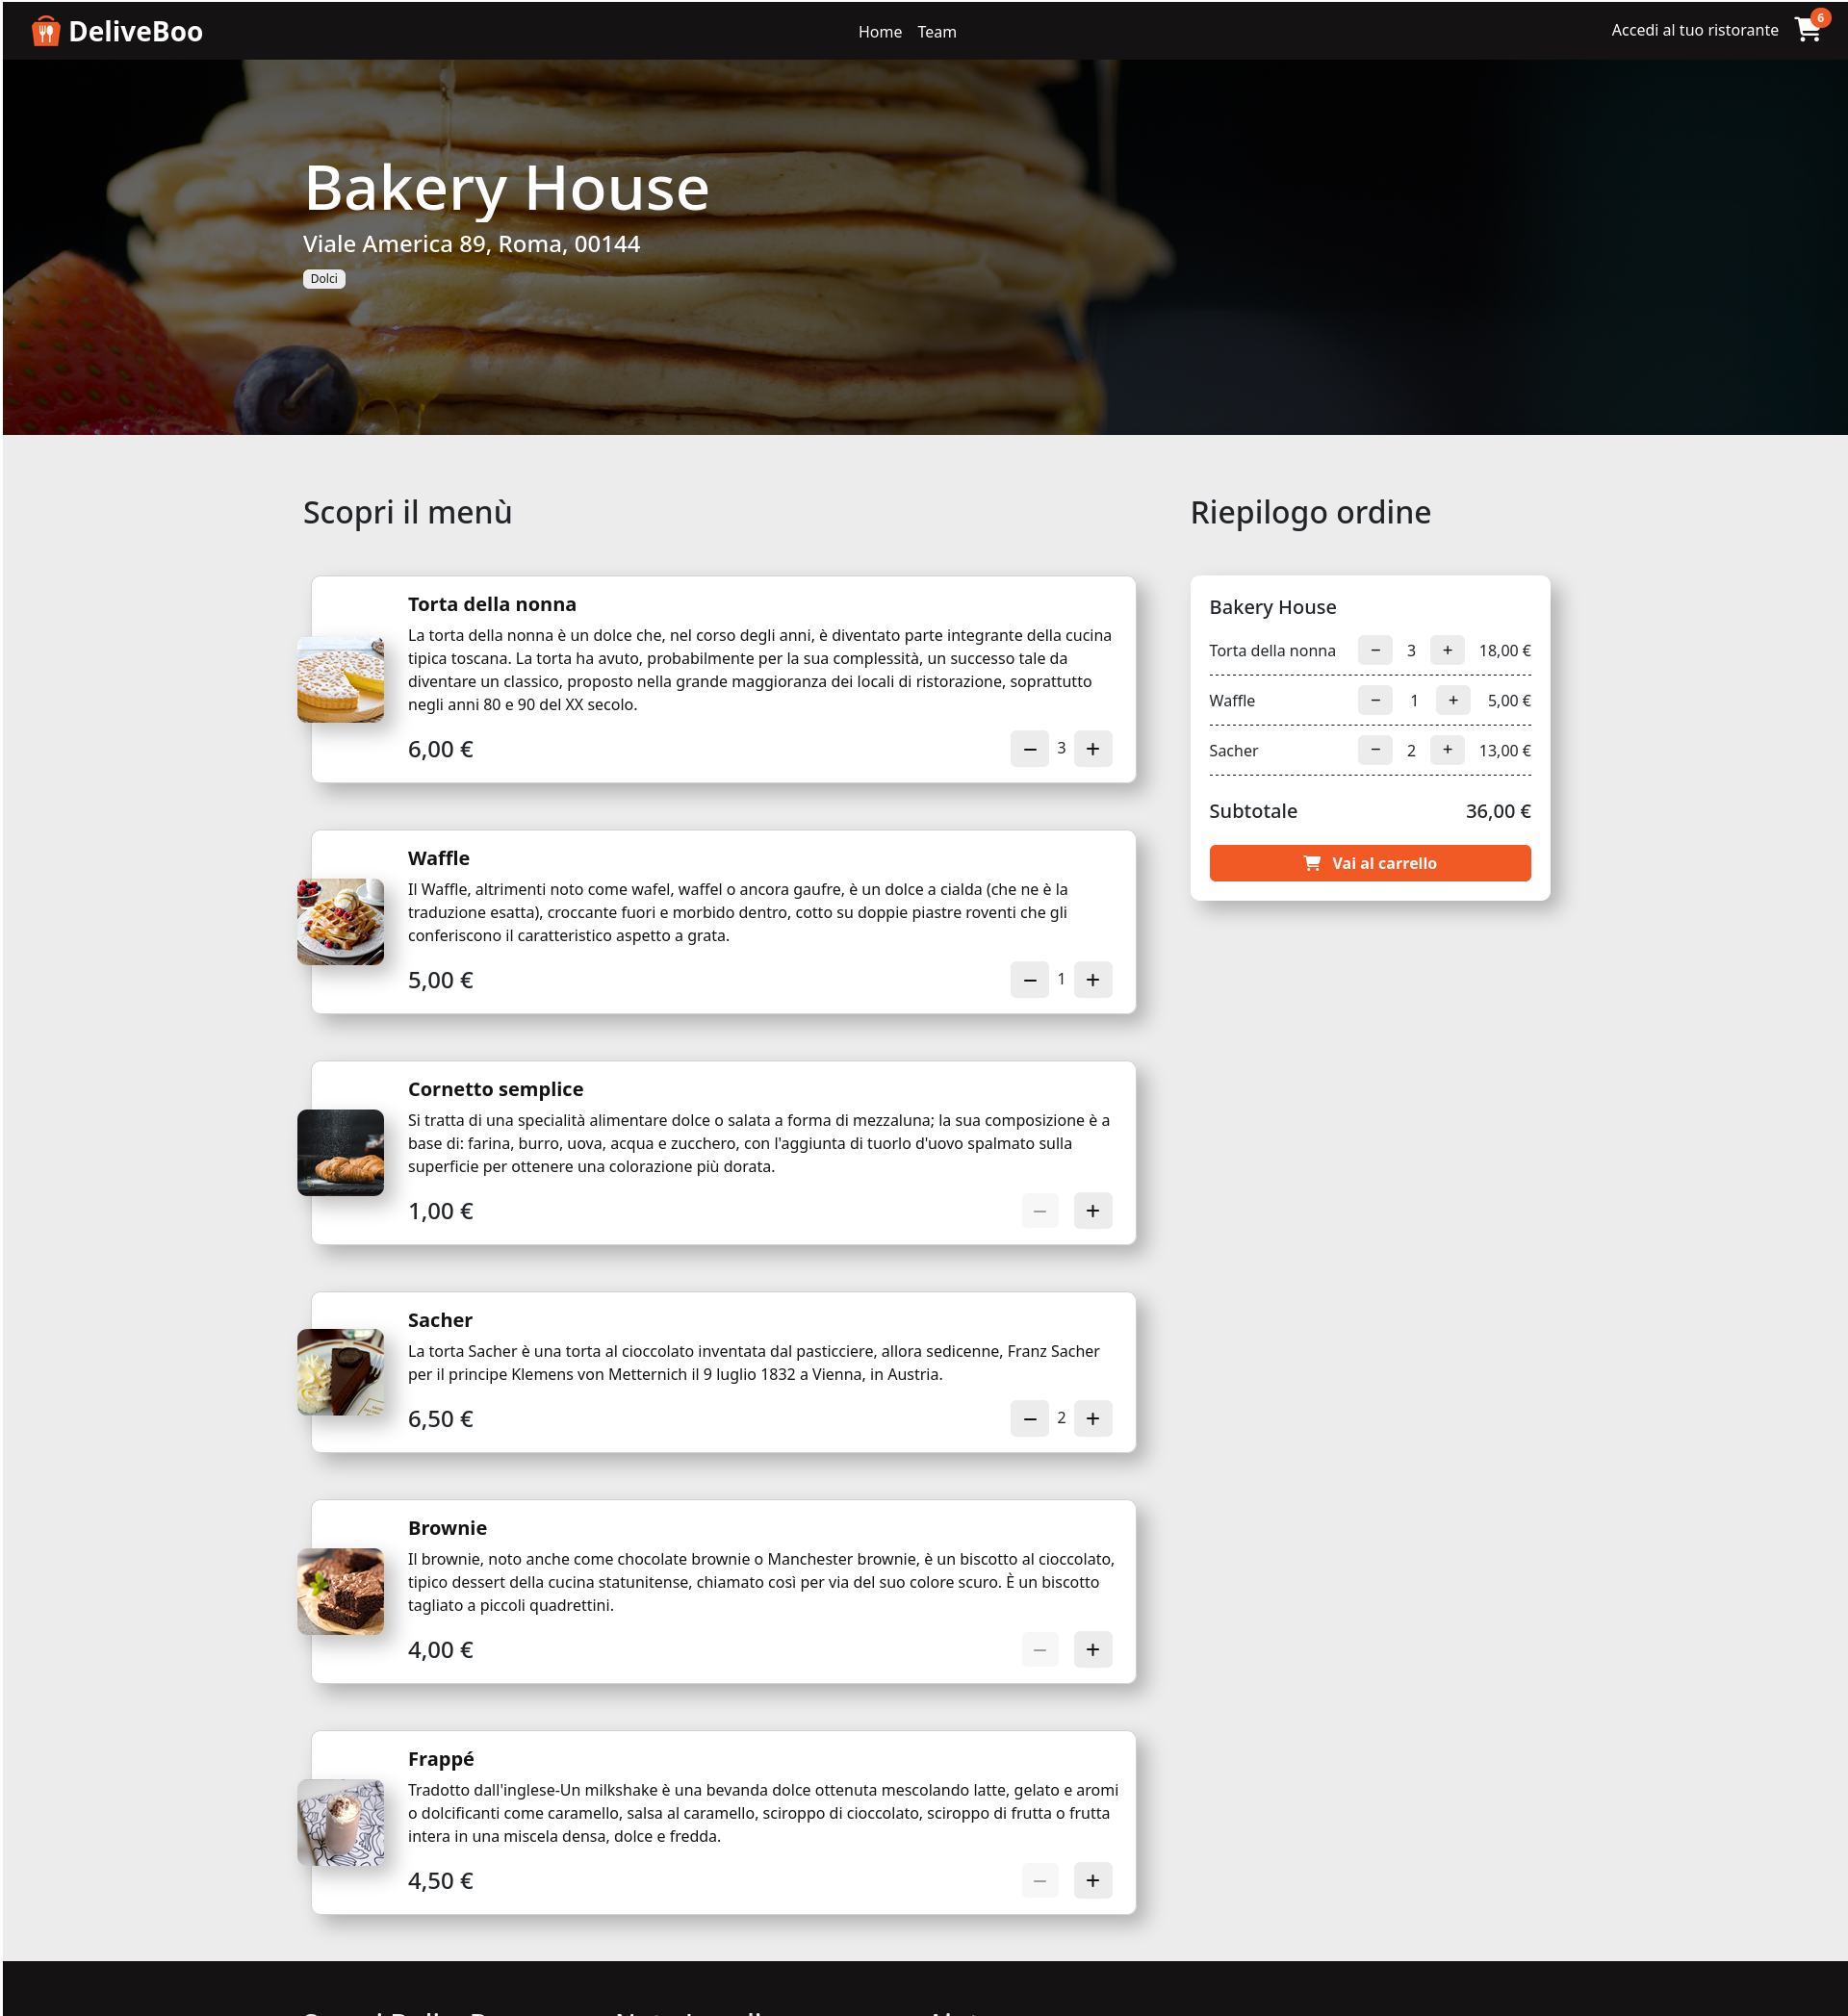 DeliveBoo
Home Team
Accedi al tuo ristorante
6
Bakery House
Viale America 89, Roma, 00144
Dolci
Scopri il menù
Torta della nonna
La torta della nonna è un dolce che, nel corso degli anni, è diventato parte integrante della cucina
tipica toscana. La torta ha avuto, probabilmente per la sua complessità, un successo tale da
diventare un classico, proposto nella grande maggioranza dei locali di ristorazione, soprattutto
negli anni 80 e 90 del XX secolo.
6,00 €
− 3 +
Waffle
Il Waffle, altrimenti noto come wafel, waffel o ancora gaufre, è un dolce a cialda (che ne è la
traduzione esatta), croccante fuori e morbido dentro, cotto su doppie piastre roventi che gli
conferiscono il caratteristico aspetto a grata.
5,00 €
− 1 +
Cornetto semplice
Si tratta di una specialità alimentare dolce o salata a forma di mezzaluna; la sua composizione è a
base di: farina, burro, uova, acqua e zucchero, con l'aggiunta di tuorlo d'uovo spalmato sulla
superficie per ottenere una colorazione più dorata.
1,00 €
− +
Sacher
La torta Sacher è una torta al cioccolato inventata dal pasticciere, allora sedicenne, Franz Sacher
per il principe Klemens von Metternich il 9 luglio 1832 a Vienna, in Austria.
6,50 €
− 2 +
Brownie
Il brownie, noto anche come chocolate brownie o Manchester brownie, è un biscotto al cioccolato,
tipico dessert della cucina statunitense, chiamato così per via del suo colore scuro. È un biscotto
tagliato a piccoli quadrettini.
4,00 €
− +
Frappé
Tradotto dall'inglese-Un milkshake è una bevanda dolce ottenuta mescolando latte, gelato e aromi
o dolcificanti come caramello, salsa al caramello, sciroppo di cioccolato, sciroppo di frutta o frutta
intera in una miscela densa, dolce e fredda.
4,50 €
− +
Riepilogo ordine
Bakery House
Torta della nonna − 3 + 18,00 €
Waffle − 1 + 5,00 €
Sacher − 2 + 13,00 €
Subtotale 36,00 €
Vai al carrello